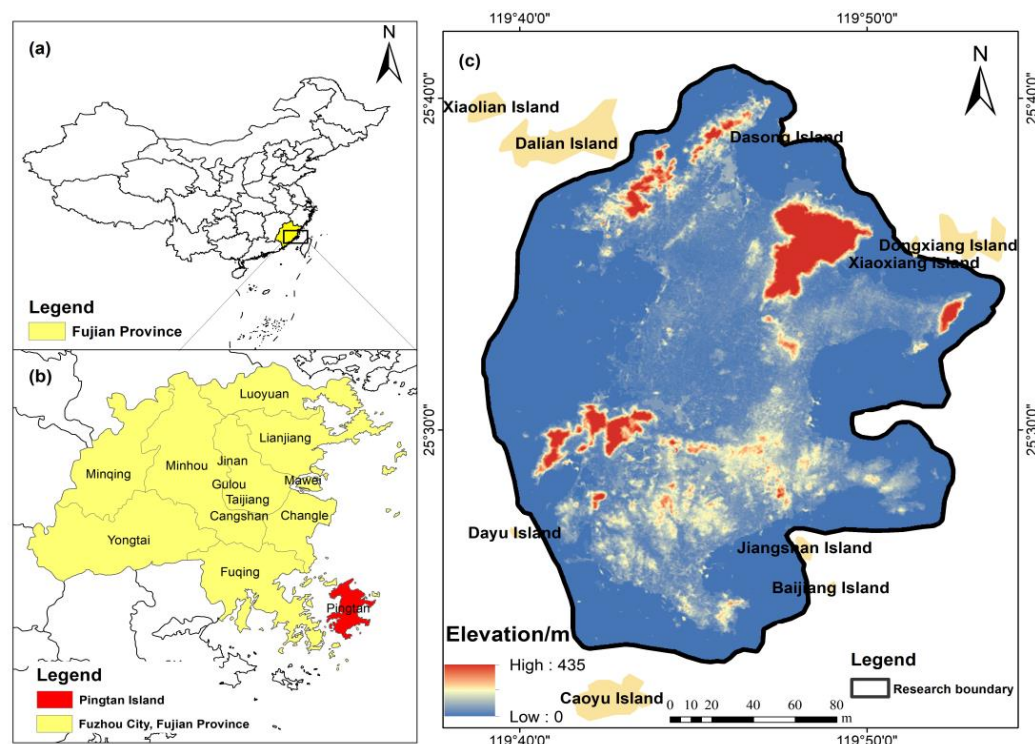 (a)
N
Legend
Fujian Province
(b)
Luoyuan
Lianjiang
Minqing
Minhou
Jinan
Gulou
Mawei
Taijiang
Cangshan
Changle
Yongtai
Fuqing
Pingtan
Legend
Pingtan Island
Fuzhou City, Fujian Province
119°40'0"
119°50'0"
(c)
N
25°40'0"
25°40'0"
Xiaolian Island
Dalian Island
Dasong Island
Dongxiang Island
Xiaoxiang Island
25°30'0"
25°30'0"
Dayu Island
Jiangshan Island
Baijiang Island
Elevation/m
High : 435
Low : 0
Caoyu Island
Legend
Research boundary
0 10 20 40 60 80
m
119°40'0"
119°50'0"